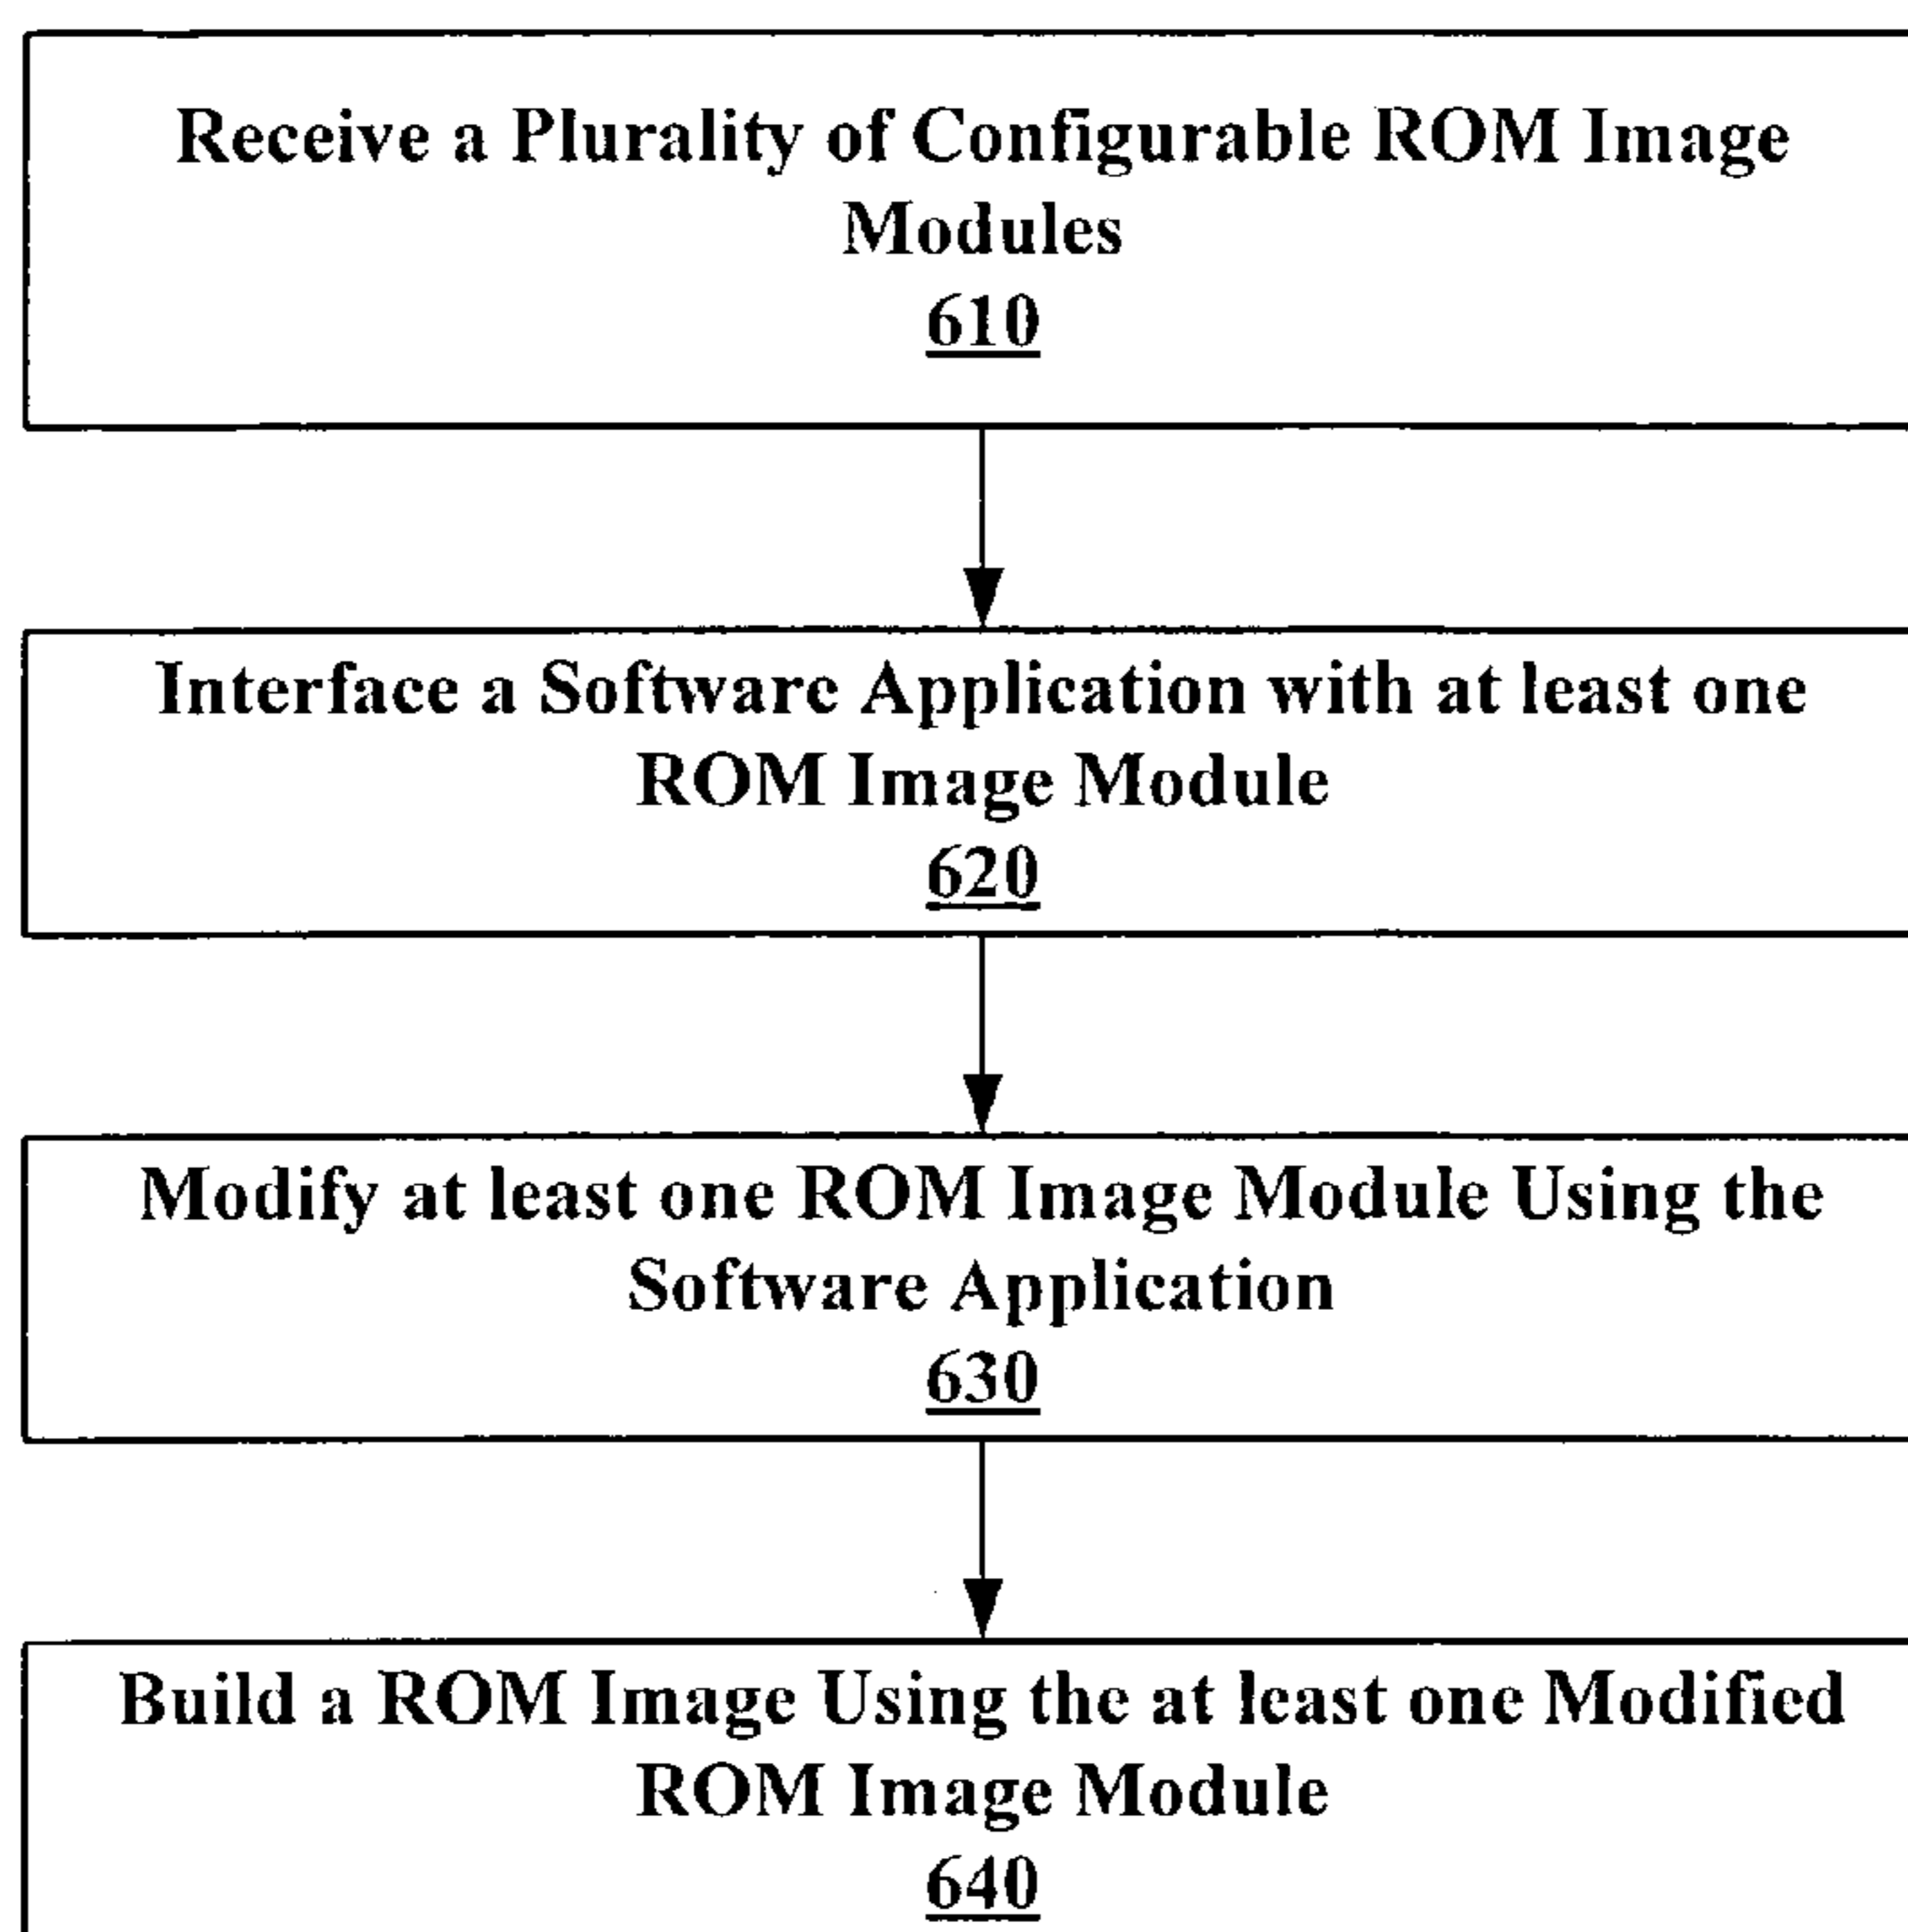 Receive a Plurality of Configurable ROM Image
Modules
610
Interface a Software Application with at least one
ROM Image Module
620
Modify at least one ROM Image Module Using the
Software Application
630
Build a ROM Image Using the at least one Modified
ROM Image Module
640